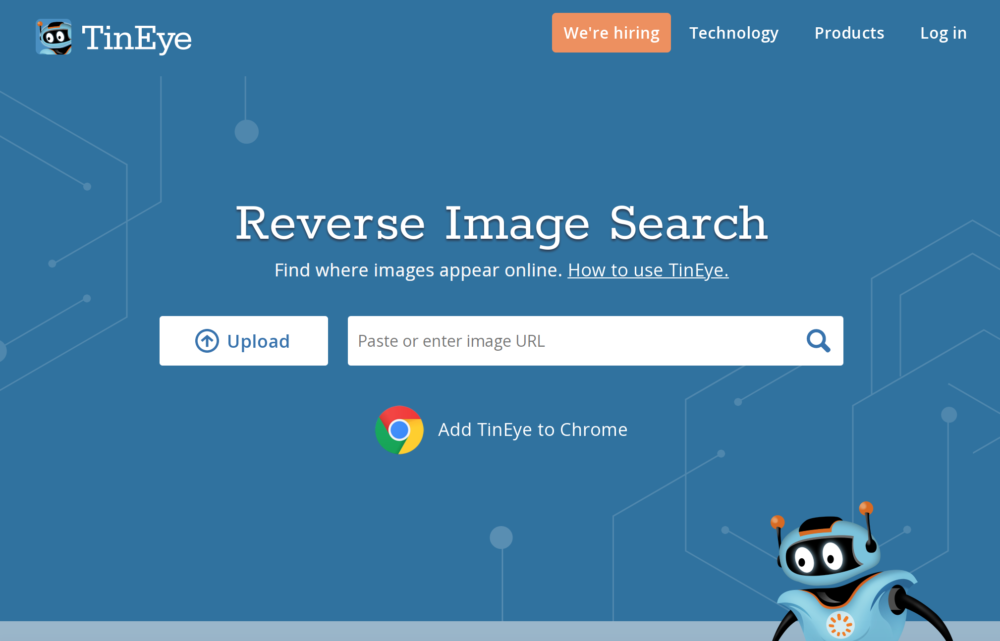 TinEye
We're hiring
Technology
Products
Log in
Reverse Image Search
Find where images appear online. How to use TinEye.
Upload
Paste or enter image URL
Add TinEye to Chrome